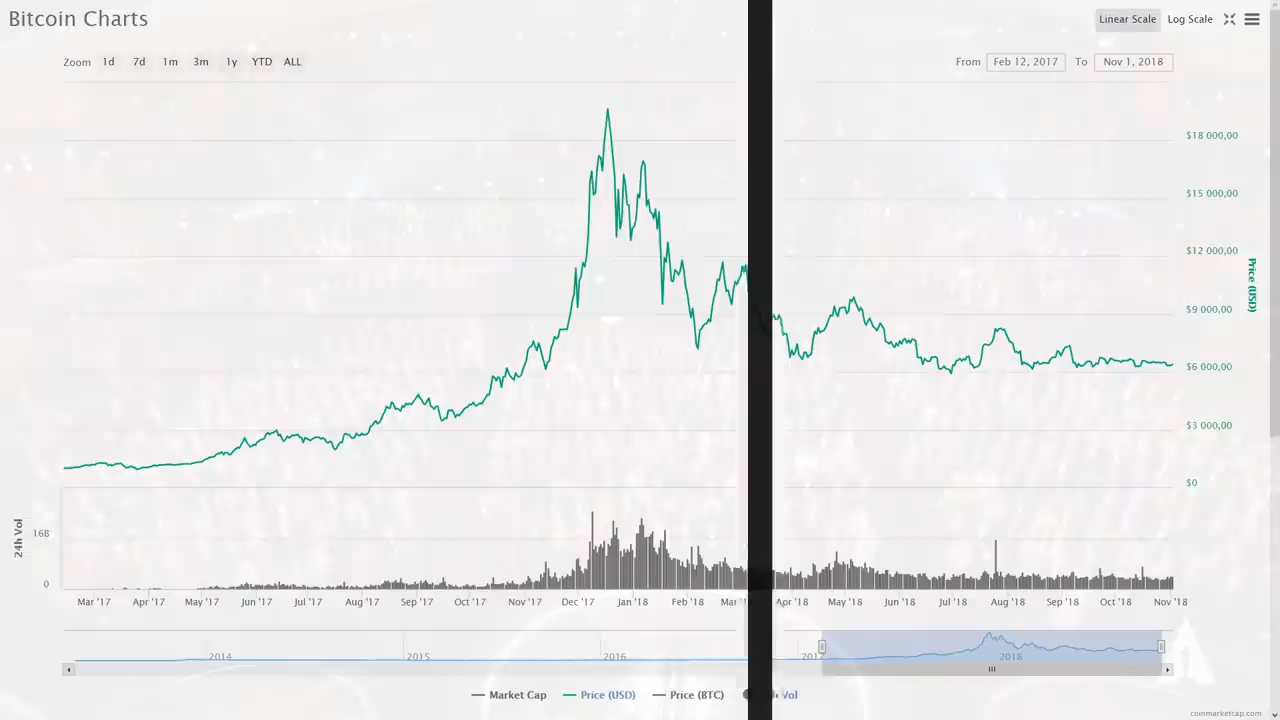 Bitcoin Charts
Linear Scale Log Scale
Zoom 1d 7d 1m 3m 1y YTD ALL From Feb 12, 2017 To Nov 1, 2018
$18 000,00
$15 000,00
$12 000,00
$9 000,00
$6 000,00
$3 000,00
$0
Price (USD)
24h Vol
16B
0
Mar '17 Apr '17 May '17 Jun '17 Jul '17 Aug '17 Sep '17 Oct '17 Nov '17 Dec '17 Jan '18 Feb '18 Apr '18 May '18 Jun '18 Jul '18 Aug '18 Sep '18 Oct '18 Nov '18
2014 2015 2016 2018
Market Cap Price (USD) Price (BTC) Vol
coinmarketcap.com